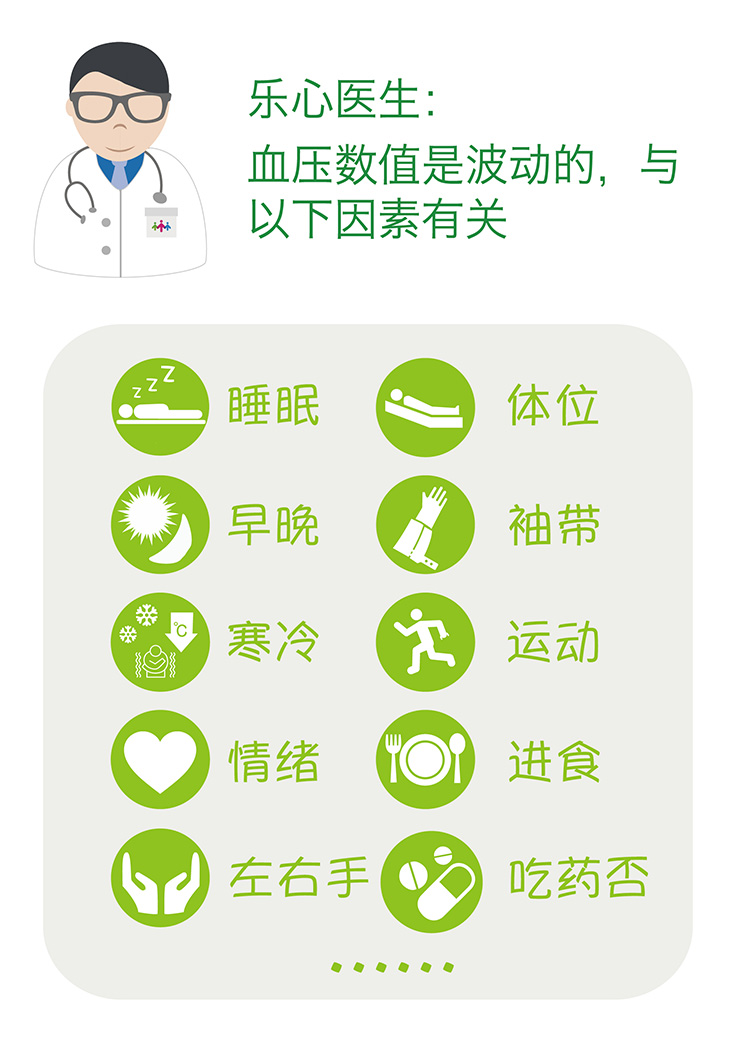 乐心医生：
血压数值是波动的，与
以下因素有关
z z Z
睡眠
体位
早晚
袖带
℃
寒冷
运动
情绪
进食
左右手
吃药否
······